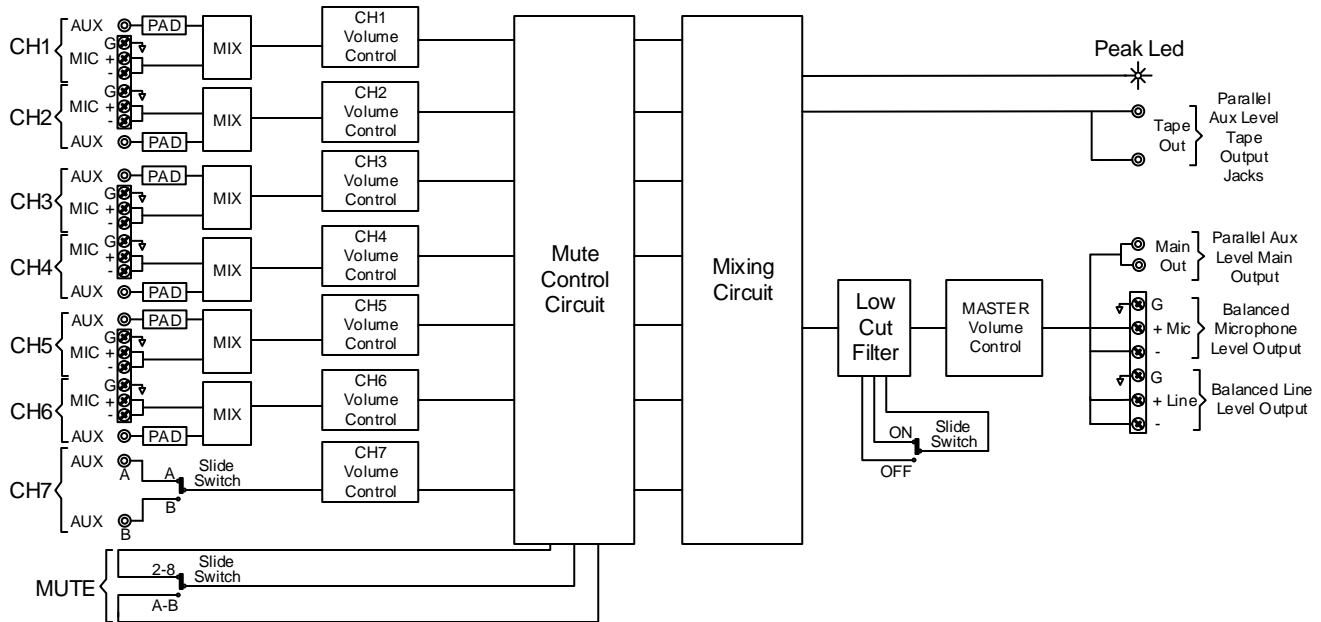 CH1
AUX
PAD
G
MIC +
-
MIX
CH1
Volume
Control
CH2
G
MIC +
-
AUX
PAD
MIX
CH2
Volume
Control
CH3
AUX
PAD
G
MIC +
-
MIX
CH3
Volume
Control
CH4
G
MIC +
-
AUX
PAD
MIX
CH4
Volume
Control
CH5
AUX
PAD
G
MIC +
-
MIX
CH5
Volume
Control
CH6
G
MIC +
-
AUX
PAD
MIX
CH6
Volume
Control
CH7
AUX
A
AUX
B
A
B
Slide
Switch
CH7
Volume
Control
MUTE
2-8
A-B
Slide
Switch
Mute
Control
Circuit
Mixing
Circuit
Peak Led
Tape
Out
Parallel
Aux Level
Tape
Output
Jacks
Low
Cut
Filter
ON
OFF
Slide
Switch
MASTER
Volume
Control
Main
Out
Parallel Aux
Level Main
Output
G
+ Mic
-
Balanced
Microphone
Level Output
G
+ Line
-
Balanced Line
Level Output